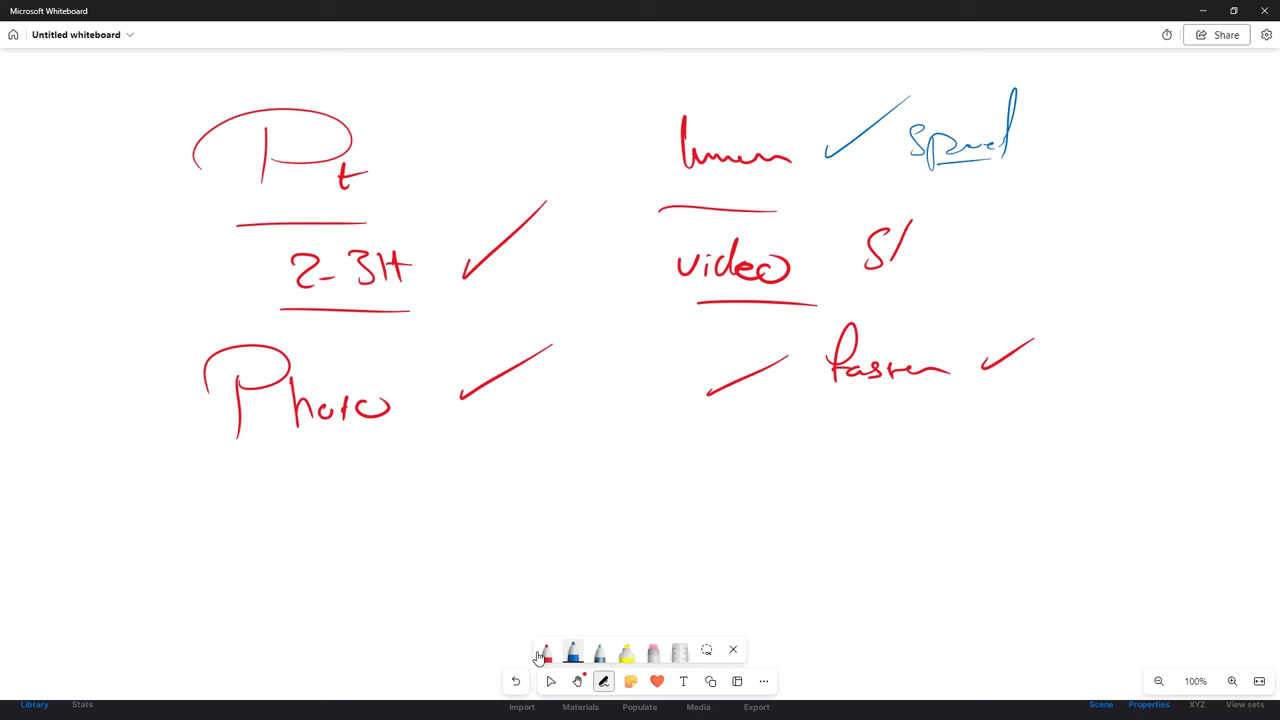 Microsoft Whiteboard
Untitled whiteboard
Share
Pt
lumen ✓ Speed
2-3H ✓
video S/
Photo ✓
✓ faster ✓
100%
Library Stats Import Materials Populate Media Export Scene Properties XYZ View sets